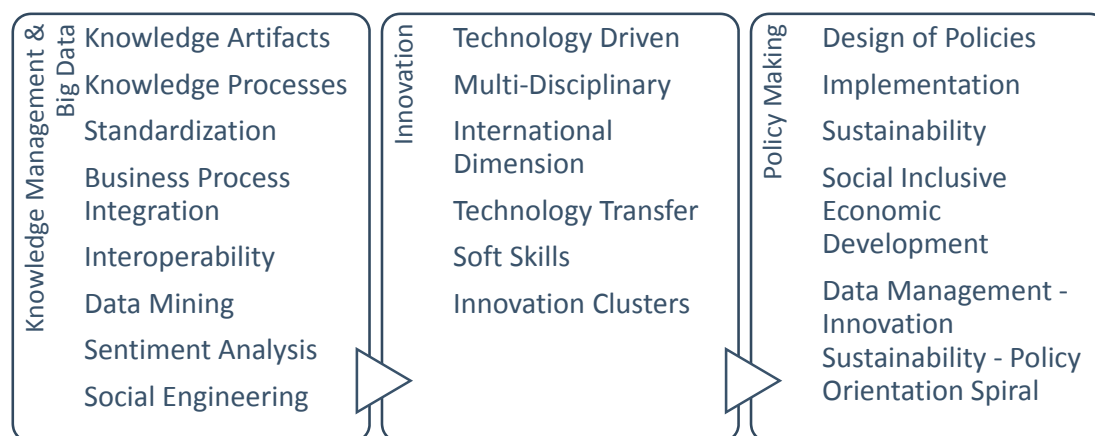 Knowledge Management &
Big Data
Knowledge Artifacts
Knowledge Processes
Standardization
Business Process
Integration
Interoperability
Data Mining
Sentiment Analysis
Social Engineering
Innovation
Technology Driven
Multi-Disciplinary
International
Dimension
Technology Transfer
Soft Skills
Innovation Clusters
Policy Making
Design of Policies
Implementation
Sustainability
Social Inclusive
Economic
Development
Data Management -
Innovation
Sustainability - Policy
Orientation Spiral